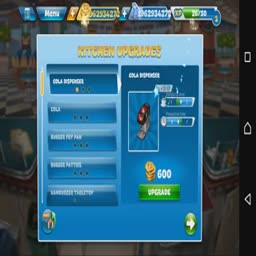 Menu
KITCHEN UPGRADES
COLA DISPENSER
COLA DISPENSER
COLA
BURGER FRY PAN
BURGER PATTIES
HAMBURGER TABLETOP
600
UPGRADE